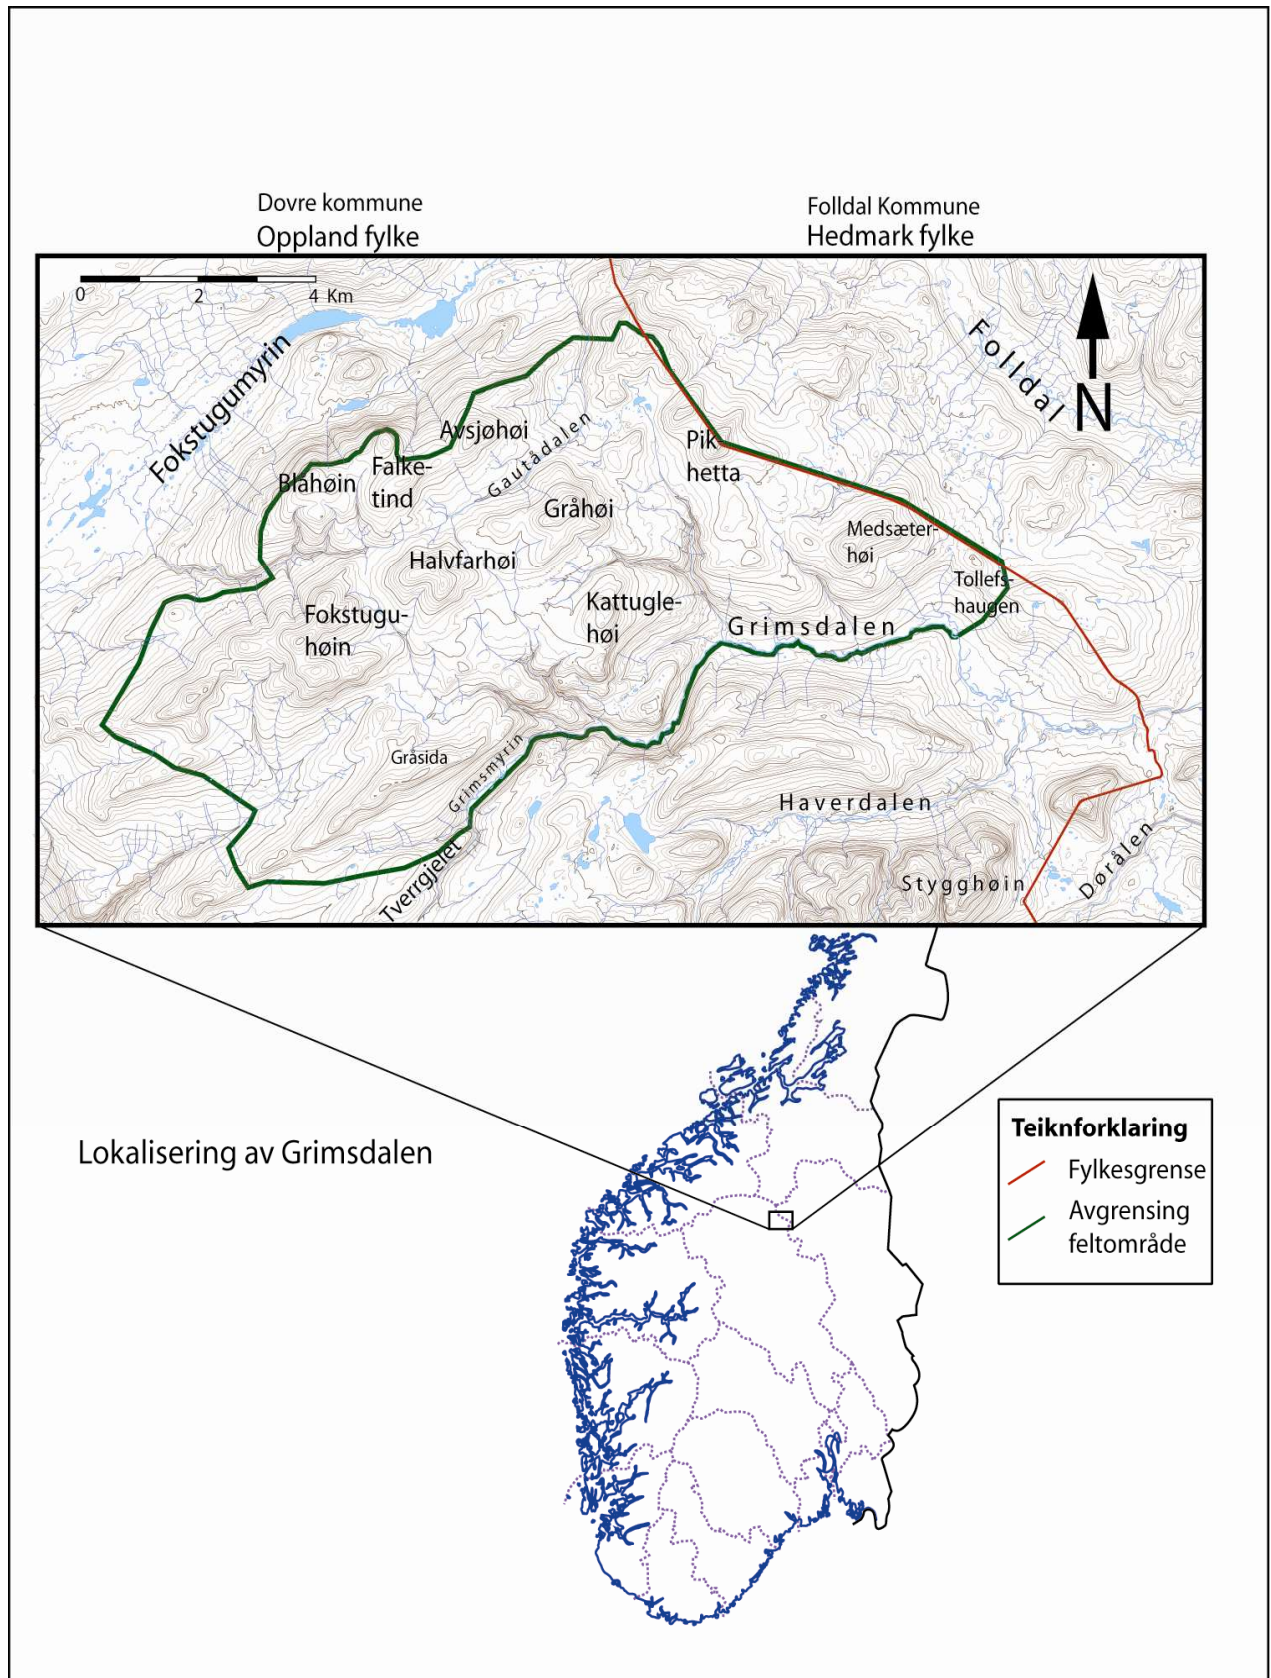 Dovre kommune
Oppland fylke
Folldal Kommune
Hedmark fylke
0 2 4 Km
Fokstugumyrin
Folldal
N
Avsjøhøi
Gautådalen
Pik-
hetta
Blåhøin
Falke-
tind
Gråhøi
Medsæter-
høi
Halvfarhøi
Tollefs-
haugen
Fokstugu-
høin
Kattugle-
høi
Grimsdalen
Gråsida
Grimsmyrin
Haverdalen
Tverrgjelet
Stygghøin
Dørålen
Lokalisering av Grimsdalen
Teiknforklaring
Fylkesgrense
Avgrensing
feltområde